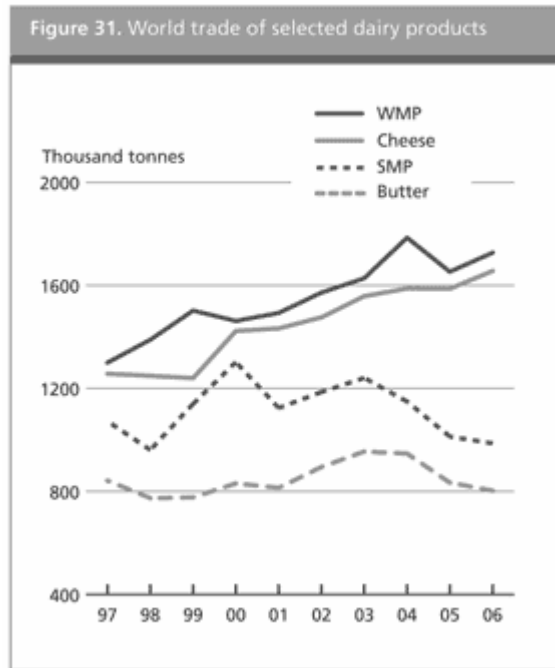 Figure 31. World trade of selected dairy products
WMP
Cheese
Thousand tonnes
SMP
2000
Butter
1600
1200
800
400
97 98 99 00 01 02 03 04 05 06